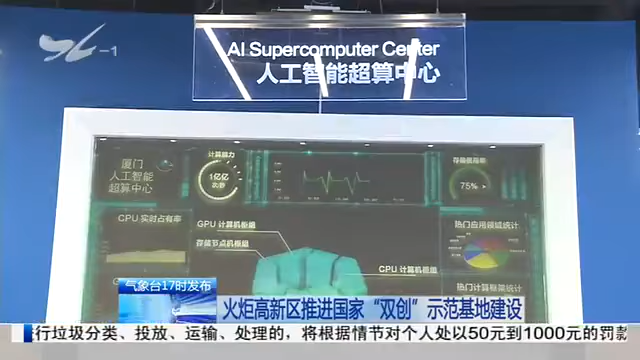 -1
AI Supercomputer Center
人工智能超算中心
厦门
人工智能
超算中心
计算能力
1亿亿
次/秒
存储使用率
75%
CPU 实时占有率
GPU 计算机柜组
存储节点机柜组
CPU 计算机柜组
热门应用领域统计
热门计算框架统计
气象台17时发布
火炬高新区推进国家“双创”示范基地建设
行垃圾分类、投放、运输、处理的，将根据情节对个人处以50元到1000元的罚款